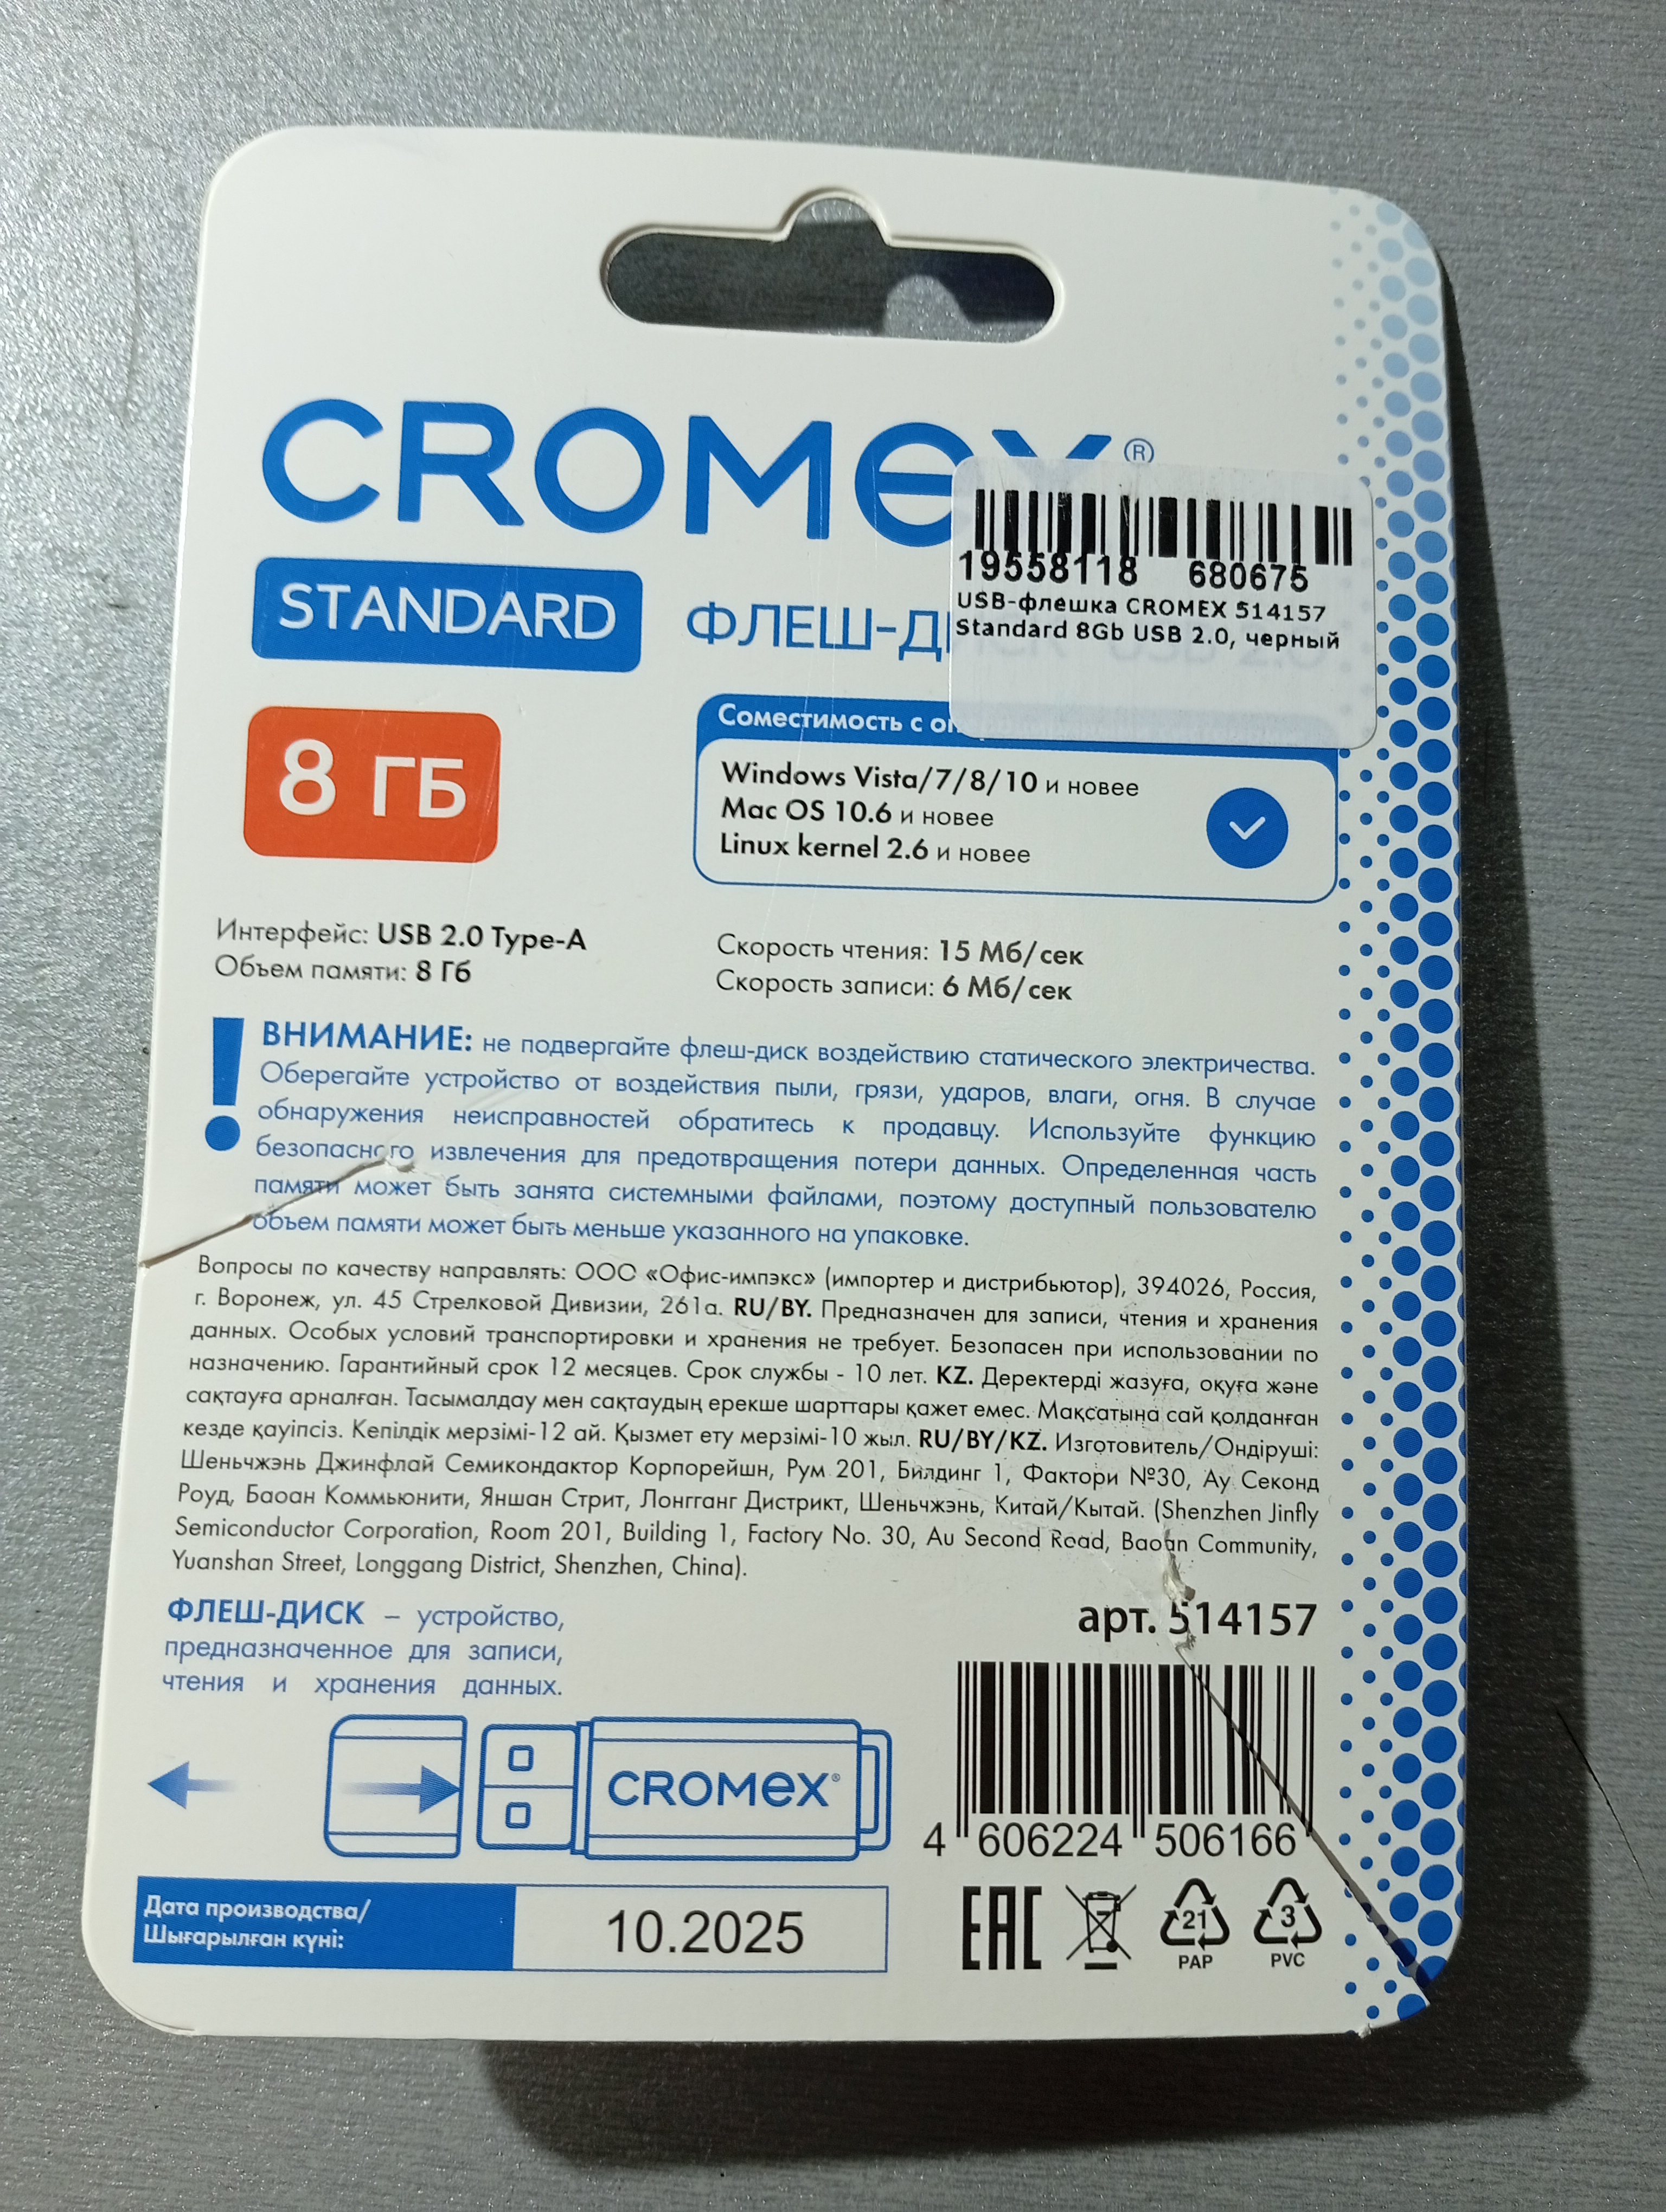 CROMEX®
19558118 680675
USB-флешка CROMEX 514157
Standard 8Gb USB 2.0, черный
STANDARD
ФЛЕШ-ДИСК USB 2.0
8 ГБ
Соместимость с
Windows Vista/7/8/10 и новее
Mac OS 10.6 и новее
Linux kernel 2.6 и новее
Интерфейс: USB 2.0 Type-A
Объем памяти: 8 Гб
Скорость чтения: 15 Мб/сек
Скорость записи: 6 Мб/сек
ВНИМАНИЕ: не подвергайте флеш-диск воздействию статического электричества.
Оберегайте устройство от воздействия пыли, грязи, ударов, влаги, огня. В случае
обнаружения неисправностей обратитесь к продавцу. Используйте функцию
безопасного извлечения для предотвращения потери данных. Определенная часть
памяти может быть занята системными файлами, поэтому доступный пользователю
объем памяти может быть меньше указанного на упаковке.
Вопросы по качеству направлять: ООО «Офис-импэкс» (импортер и дистрибьютор), 394026, Россия,
г. Воронеж, ул. 45 Стрелковой Дивизии, 261а. RU/BY. Предназначен для записи, чтения и хранения
данных. Особых условий транспортировки и хранения не требует. Безопасен при использовании по
назначению. Гарантийный срок 12 месяцев. Срок службы - 10 лет. KZ. Деректерді жазуға, оқуға және
сақтауға арналған. Тасымалдау мен сақтаудың ерекше шарттары қажет емес. Мақсатына сай қолданған
кезде қауіпсіз. Кепілдік мерзімі-12 ай. Қызмет ету мерзімі-10 жыл. RU/BY/KZ. Изготовитель/Өндіруші:
Шеньчжэнь Джинфлай Семикондактор Корпорейшн, Рум 201, Билдинг 1, Фактори №30, Ау Секонд
Роуд, Баоан Коммьюнити, Яншан Стрит, Лонгганг Дистрикт, Шеньчжэнь, Китай/Кытай. (Shenzhen Jinfly
Semiconductor Corporation, Room 201, Building 1, Factory No. 30, Au Second Road, Baoan Community,
Yuanshan Street, Longgang District, Shenzhen, China).
ФЛЕШ-ДИСК – устройство,
предназначенное для записи,
чтения и хранения данных.
арт. 514157
CROMEX®
4 606224 506166
Дата производства/
Шығарылған күні:
10.2025
EAC
21
PAP
3
PVC